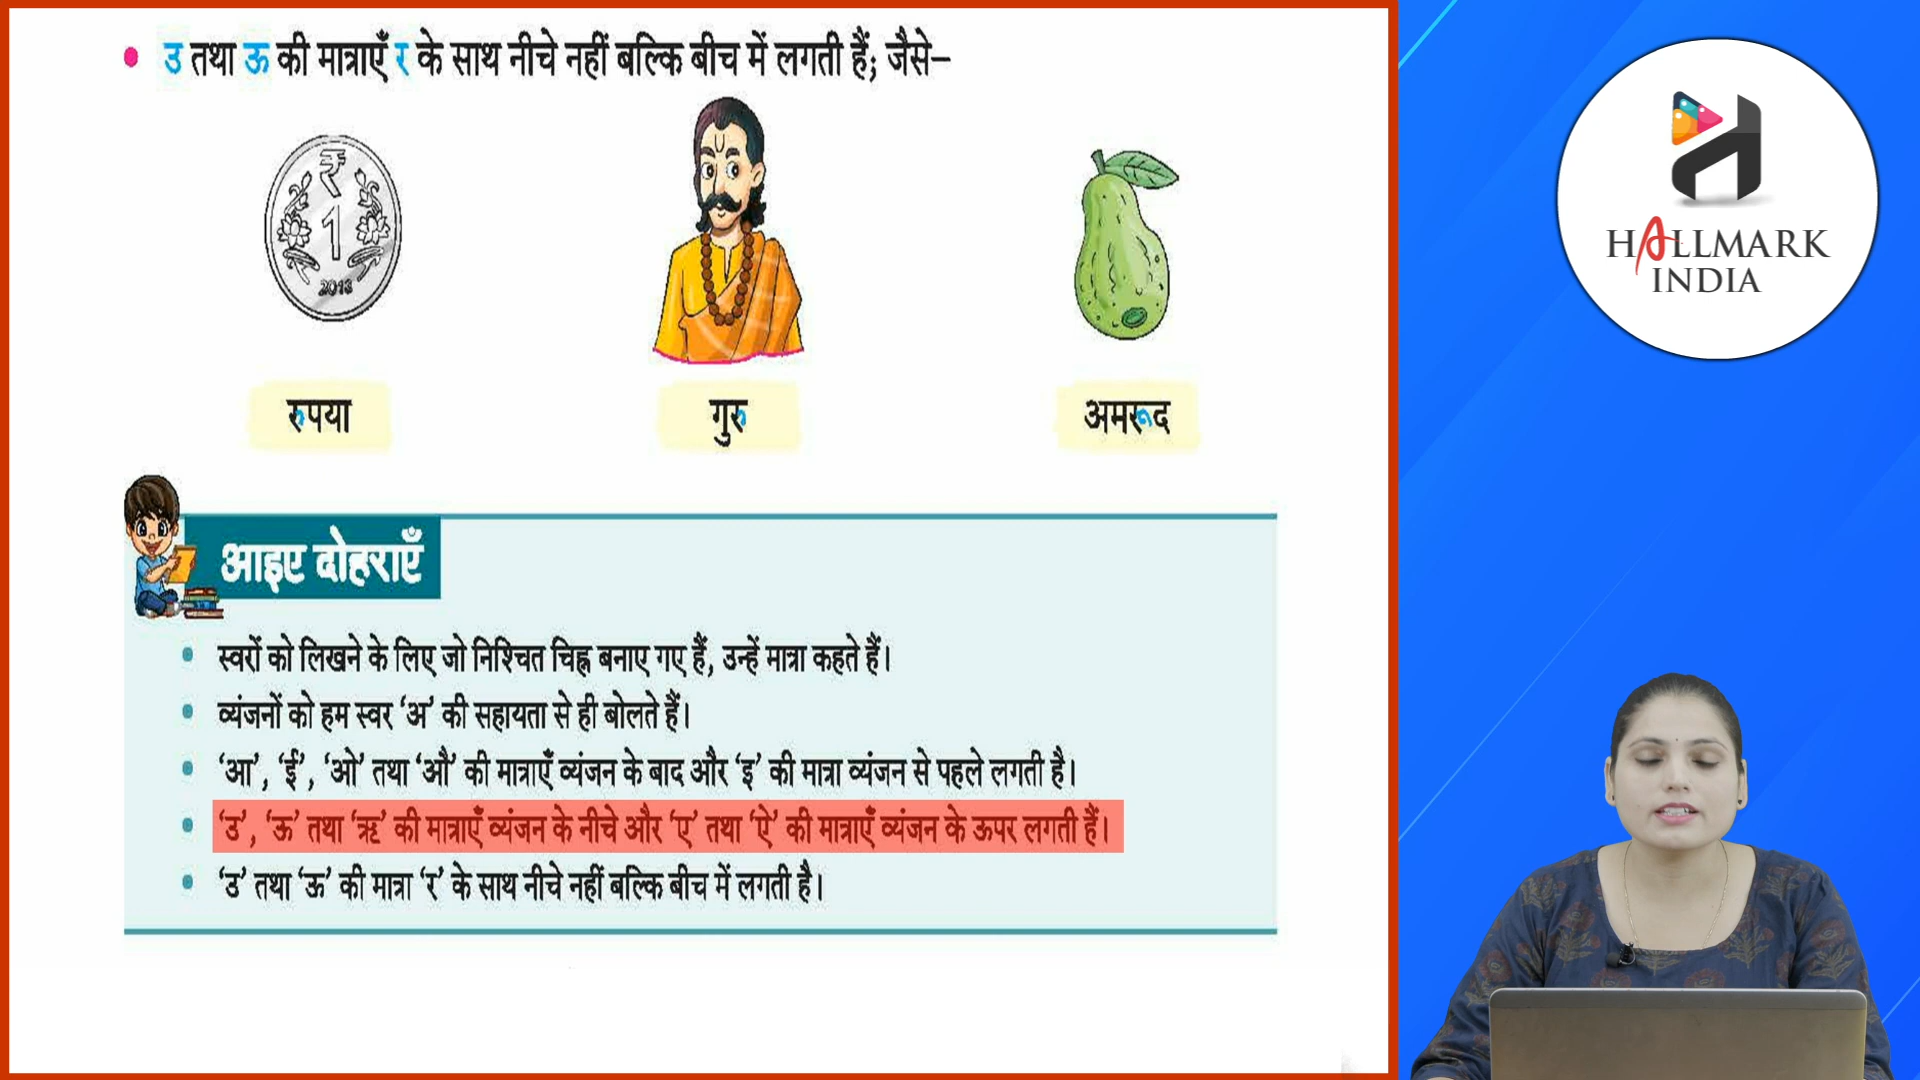 उ तथा ऊ की मात्राएँ र के साथ नीचे नहीं बल्कि बीच में लगती हैं; जैसे–
₹
1
2013
रुपया
गुरु
अमरूद
आइए दोहराएँ
स्वरों को लिखने के लिए जो निश्चित चिह्न बनाए गए हैं, उन्हें मात्रा कहते हैं।
व्यंजनों को हम स्वर ‘अ’ की सहायता से ही बोलते हैं।
‘आ’, ‘ई’, ‘ओ’ तथा ‘औ’ की मात्राएँ व्यंजन के बाद और ‘इ’ की मात्रा व्यंजन से पहले लगती है।
‘उ’, ‘ऊ’ तथा ‘ऋ’ की मात्राएँ व्यंजन के नीचे और ‘ए’ तथा ‘ऐ’ की मात्राएँ व्यंजन के ऊपर लगती हैं।
‘उ’ तथा ‘ऊ’ की मात्रा ‘र’ के साथ नीचे नहीं बल्कि बीच में लगती है।
HALLMARK
INDIA